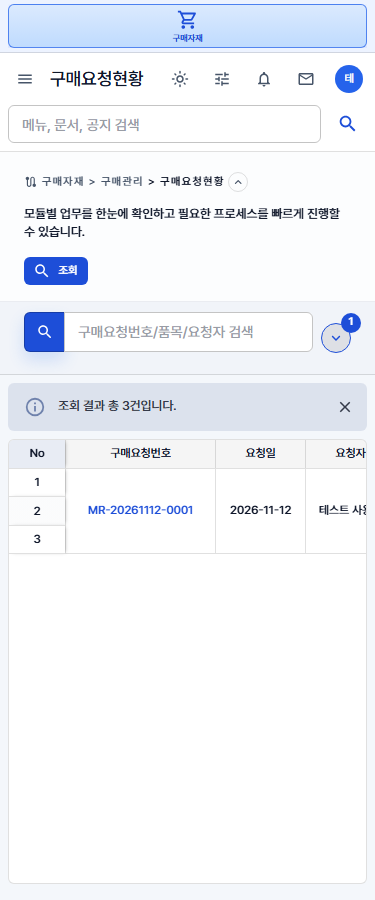 구매자재
구매요청현황
테
메뉴, 문서, 공지 검색
구매자재 > 구매관리 > 구매요청현황
모듈별 업무를 한눈에 확인하고 필요한 프로세스를 빠르게 진행할
수 있습니다.
조회
구매요청번호/품목/요청자 검색
1
조회 결과 총 3건입니다.
No 구매요청번호 요청일 요청자
1
2 MR-20261112-0001 2026-11-12 테스트
3